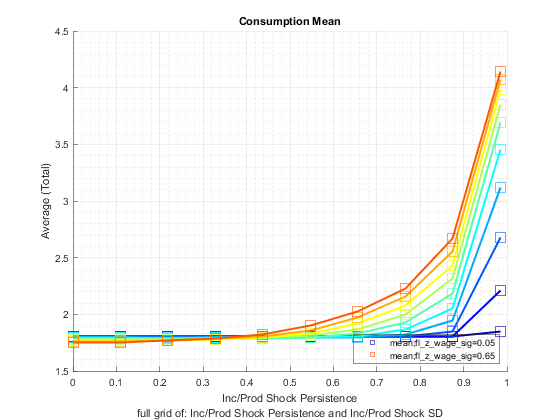 Consumption Mean
4.5
4
3.5
3
2.5
2
1.5
Average (Total)
mean:fl_z_wage_sig=0.05
mean:fl_z_wage_sig=0.65
0 0.1 0.2 0.3 0.4 0.5 0.6 0.7 0.8 0.9 1
Inc/Prod Shock Persistence
full grid of: Inc/Prod Shock Persistence and Inc/Prod Shock SD